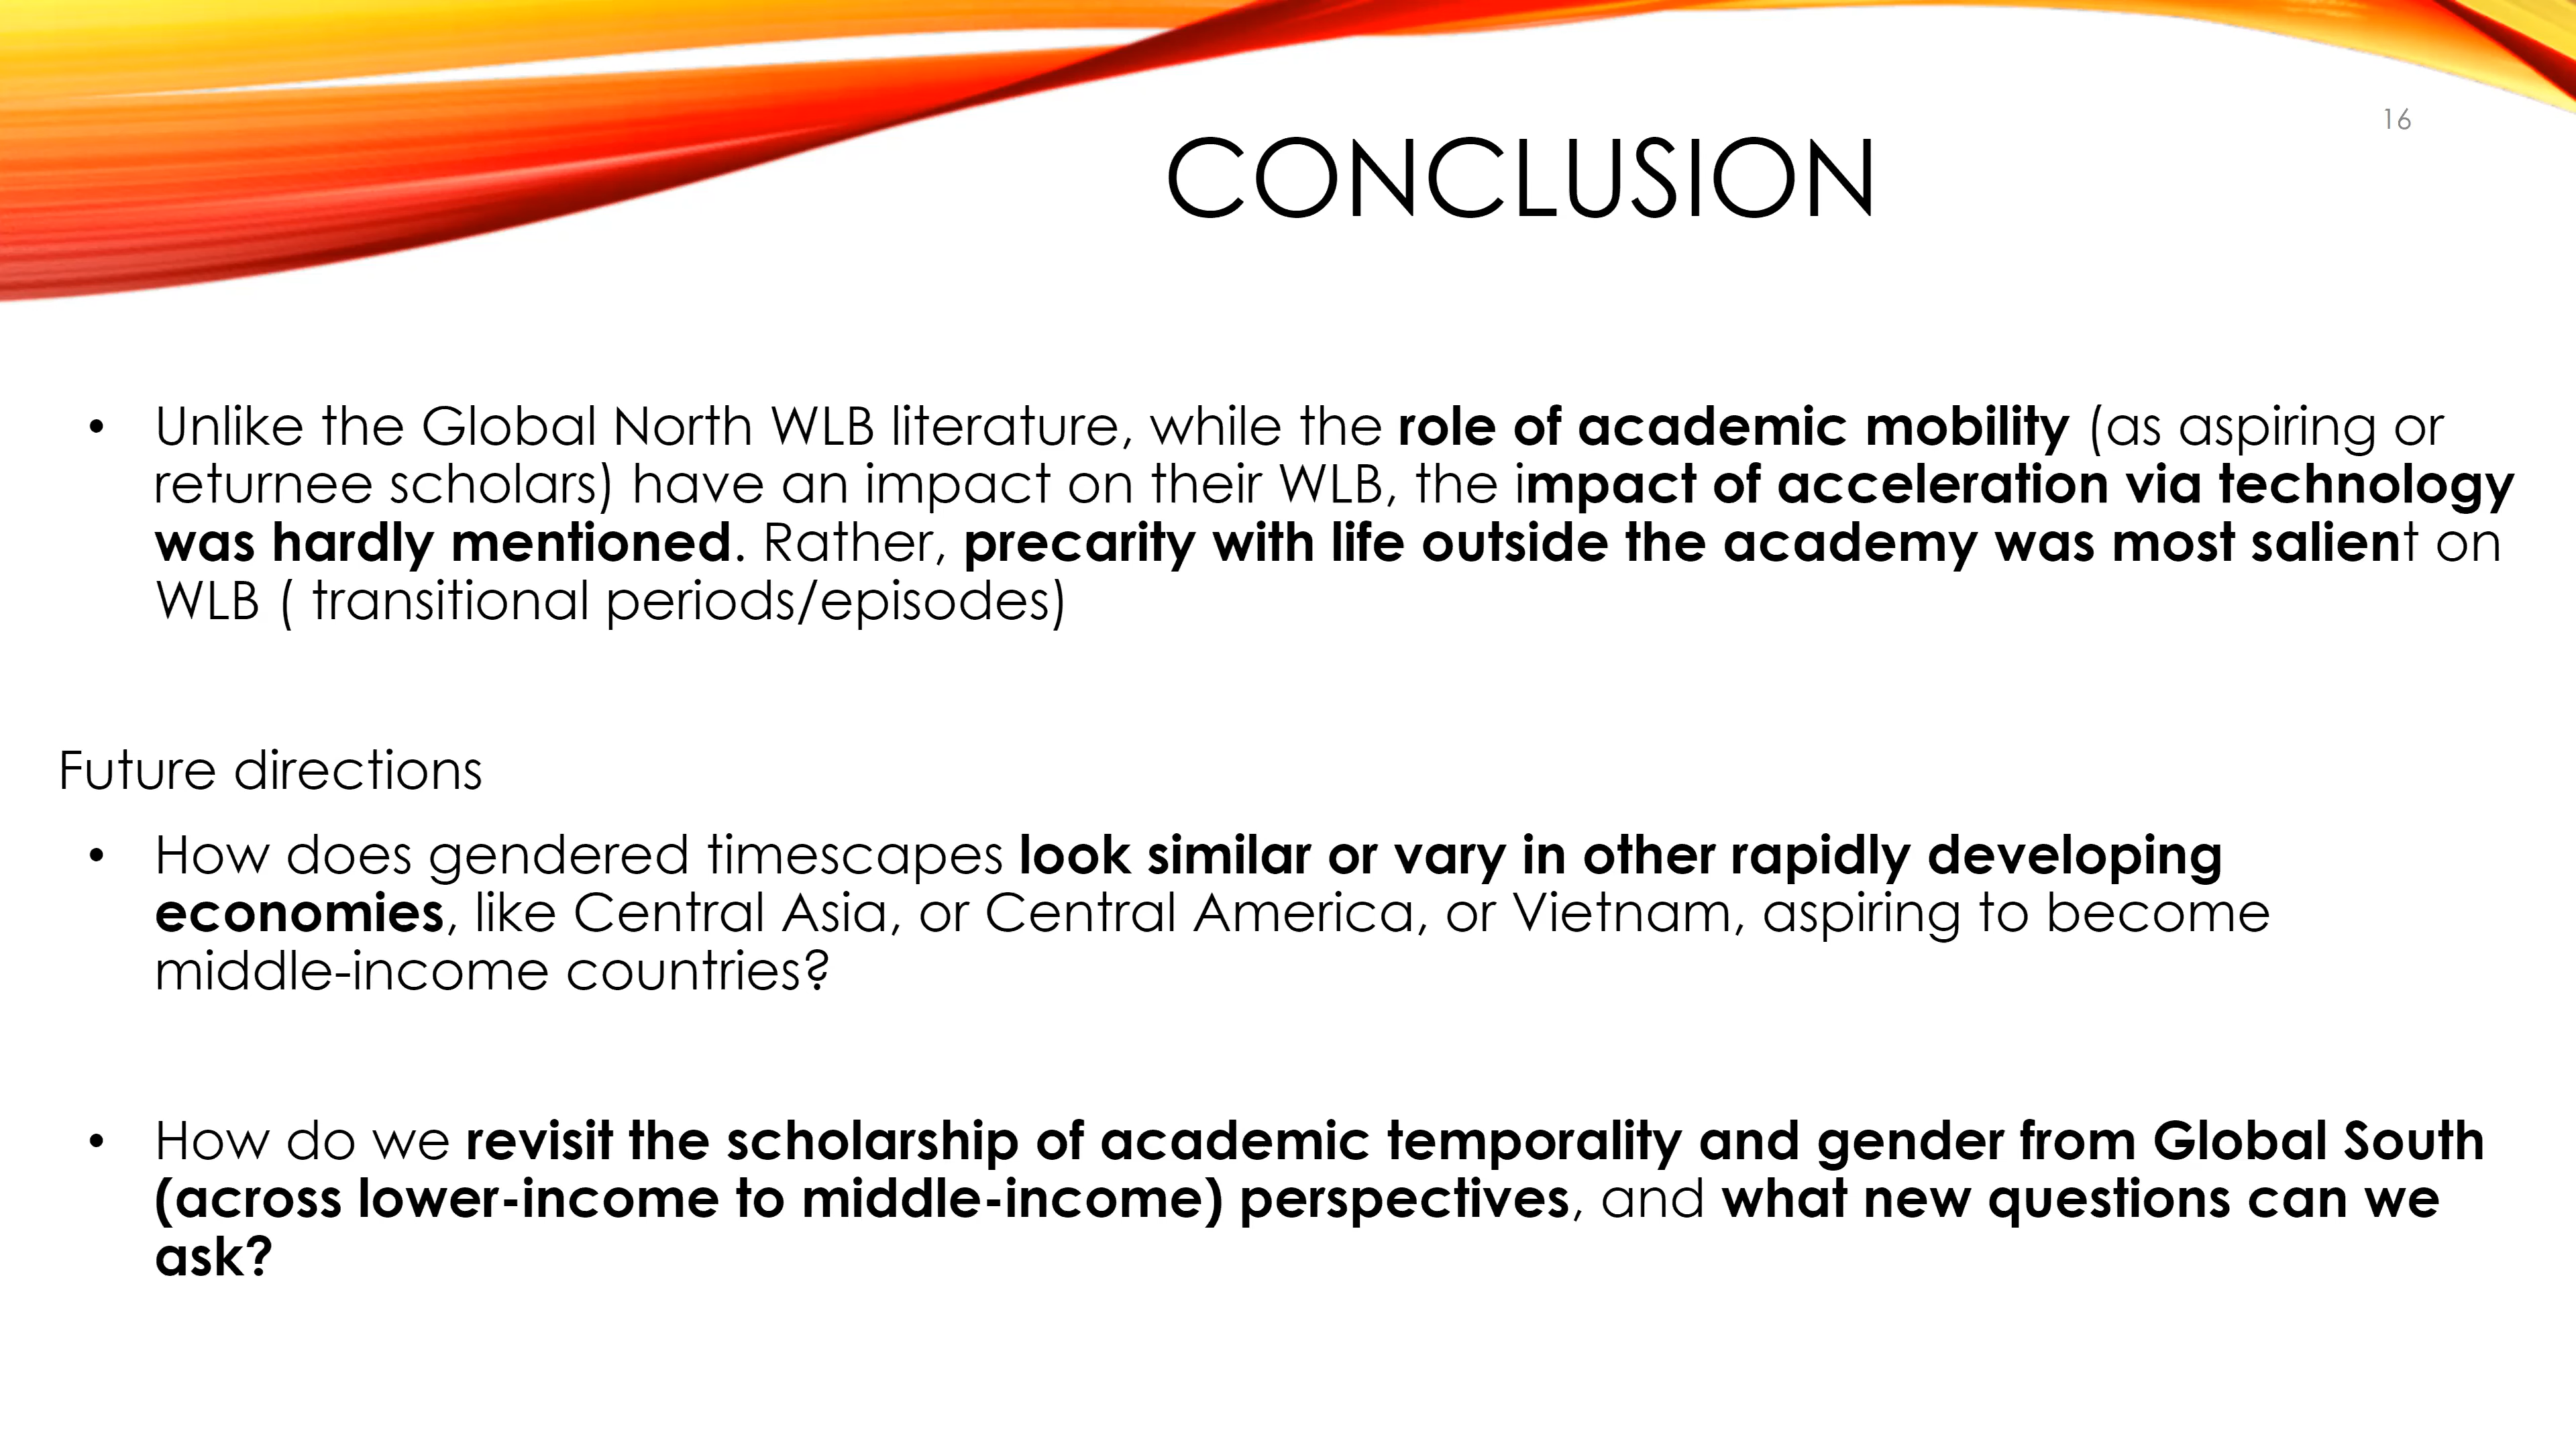 16
CONCLUSION
• Unlike the Global North WLB literature, while the role of academic mobility (as aspiring or
returnee scholars) have an impact on their WLB, the impact of acceleration via technology
was hardly mentioned. Rather, precarity with life outside the academy was most salient on
WLB ( transitional periods/episodes)
Future directions
• How does gendered timescapes look similar or vary in other rapidly developing
economies, like Central Asia, or Central America, or Vietnam, aspiring to become
middle-income countries?
• How do we revisit the scholarship of academic temporality and gender from Global South
(across lower-income to middle-income) perspectives, and what new questions can we
ask?